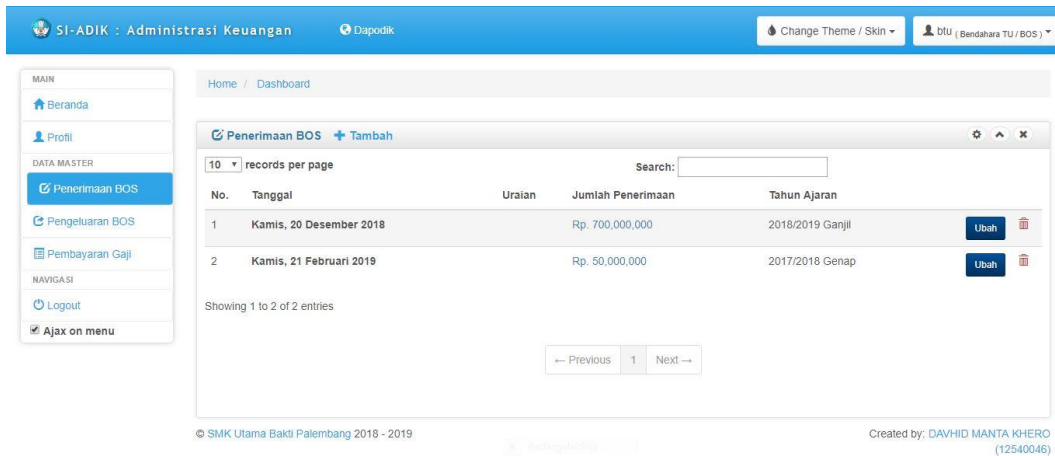 SI-ADIK : Administrasi Keuangan Dapodik Change Theme / Skin btu ( Bendahara TU / BOS )
MAIN
Beranda
Profil
DATA MASTER
Penerimaan BOS
Pengeluaran BOS
Pembayaran Gaji
NAVIGASI
Logout
Ajax on menu
Home / Dashboard
Penerimaan BOS Tambah
10 records per page Search:
No. Tanggal Uraian Jumlah Penerimaan Tahun Ajaran
1 Kamis, 20 Desember 2018 Rp. 700,000,000 2018/2019 Ganjil Ubah
2 Kamis, 21 Februari 2019 Rp. 50,000,000 2017/2018 Genap Ubah
Showing 1 to 2 of 2 entries
← Previous 1 Next →
© SMK Utama Bakti Palembang 2018 - 2019 Created by: DAVHID MANTA KHERO
(12540046)